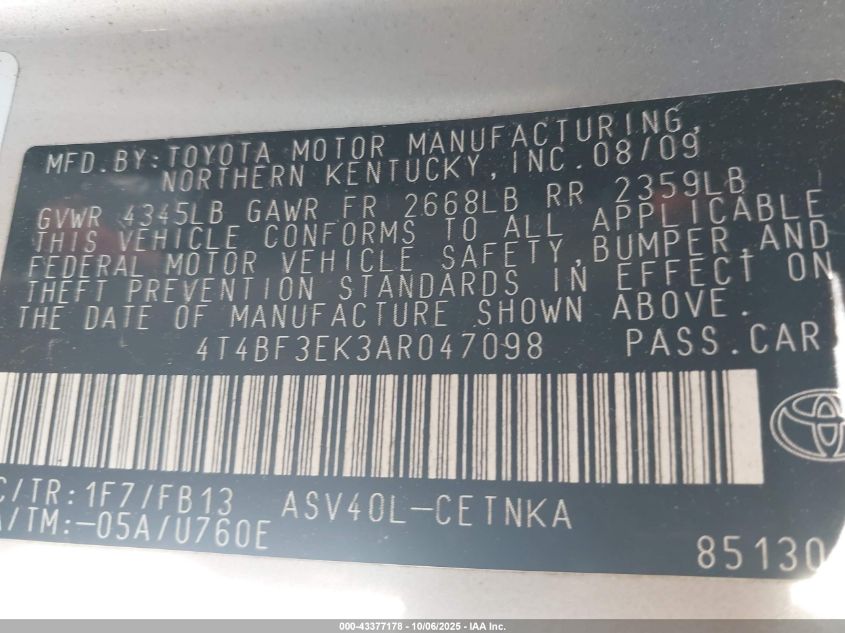 MFD.BY:TOYOTA MOTOR MANUFACTURING,
NORTHERN KENTUCKY,INC.08/09
GVWR 4345LB GAWR FR 2668LB RR 2359LB
THIS VEHICLE CONFORMS TO ALL APPLICABLE
FEDERAL MOTOR VEHICLE SAFETY,BUMPER,AND
THEFT PREVENTION STANDARDS IN EFFECT ON
THE DATE OF MANUFACTURE SHOWN ABOVE.
4T4BF3EK3AR047098 PASS.CAR
C/TR:1F7/FB13 ASV40L-CETNKA
A/TM:-05A/U760E
85130
000-43377178 - 10/06/2025 - IAA Inc.